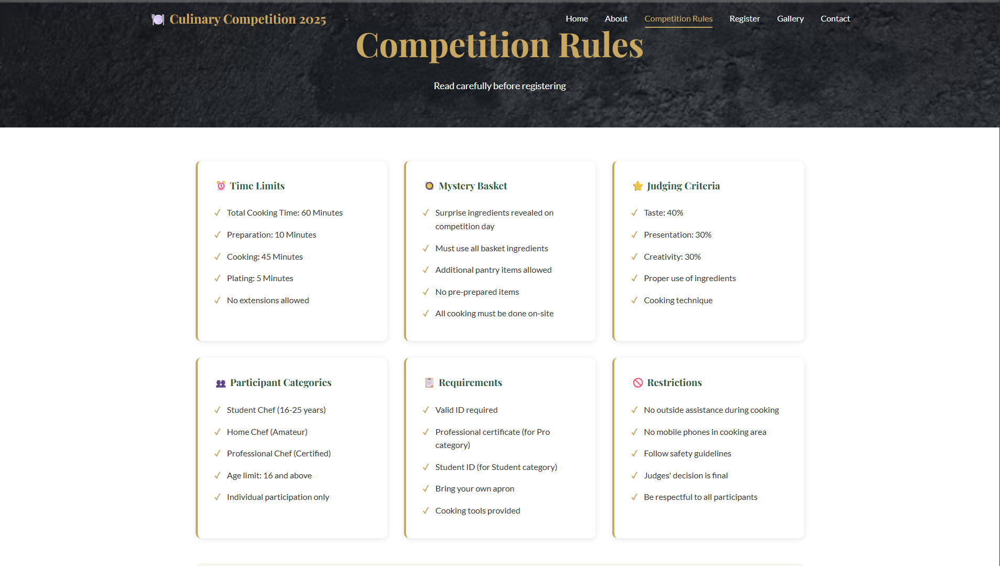 Culinary Competition 2025
Home About Competition Rules Register Gallery Contact
Competition Rules
Read carefully before registering
Time Limits
✓ Total Cooking Time: 60 Minutes
✓ Preparation: 10 Minutes
✓ Cooking: 45 Minutes
✓ Plating: 5 Minutes
✓ No extensions allowed
Mystery Basket
✓ Surprise ingredients revealed on
competition day
✓ Must use all basket ingredients
✓ Additional pantry items allowed
✓ No pre-prepared items
✓ All cooking must be done on-site
Judging Criteria
✓ Taste: 40%
✓ Presentation: 30%
✓ Creativity: 30%
✓ Proper use of ingredients
✓ Cooking technique
Participant Categories
✓ Student Chef (16-25 years)
✓ Home Chef (Amateur)
✓ Professional Chef (Certified)
✓ Age limit: 16 and above
✓ Individual participation only
Requirements
✓ Valid ID required
✓ Professional certificate (for Pro
category)
✓ Student ID (for Student category)
✓ Bring your own apron
✓ Cooking tools provided
Restrictions
✓ No outside assistance during cooking
✓ No mobile phones in cooking area
✓ Follow safety guidelines
✓ Judges' decision is final
✓ Be respectful to all participants